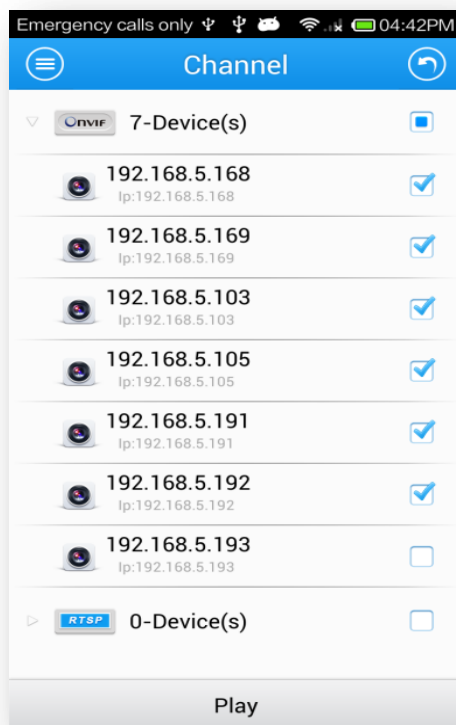 Emergency calls only 04:42PM
Channel
ONVIF 7-Device(s)
192.168.5.168
Ip:192.168.5.168
192.168.5.169
Ip:192.168.5.169
192.168.5.103
Ip:192.168.5.103
192.168.5.105
Ip:192.168.5.105
192.168.5.191
Ip:192.168.5.191
192.168.5.192
Ip:192.168.5.192
192.168.5.193
Ip:192.168.5.193
RTSP 0-Device(s)
Play